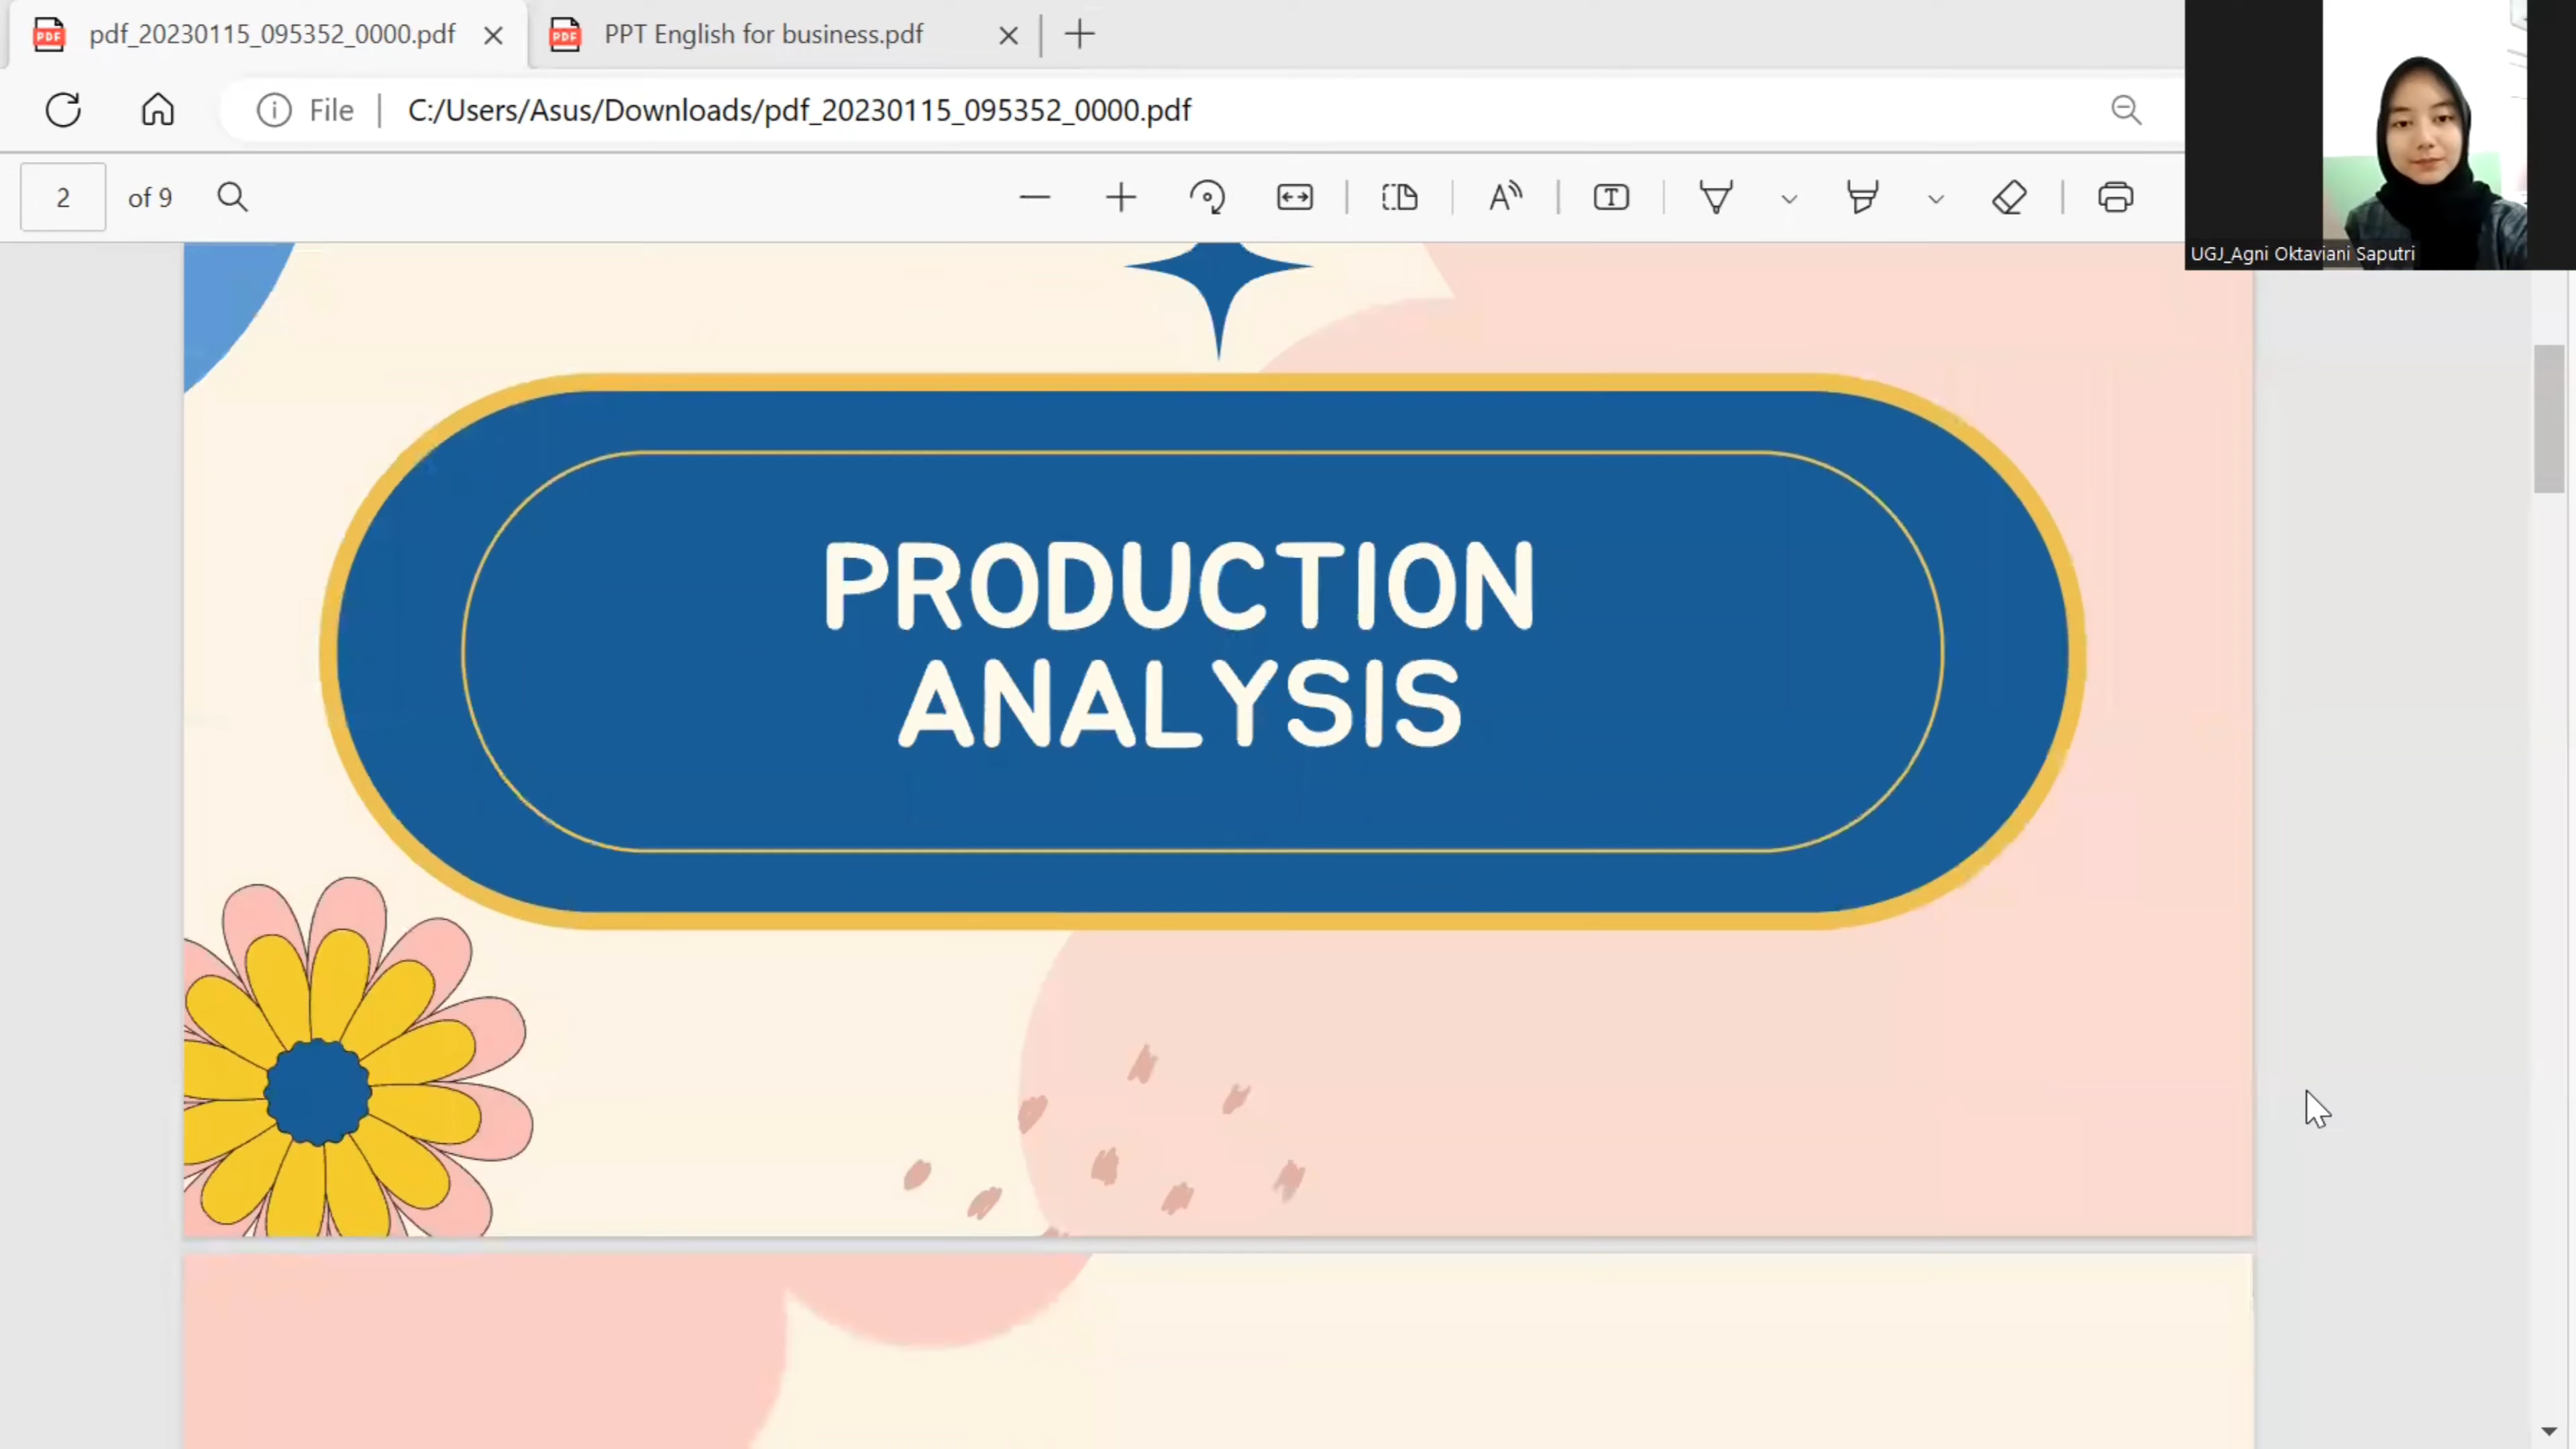 pdf_20230115_095352_0000.pdf
PPT English for business.pdf
File
C:/Users/Asus/Downloads/pdf_20230115_095352_0000.pdf
2 of 9
UGJ_Agni Oktaviani Saputri
PRODUCTION
ANALYSIS